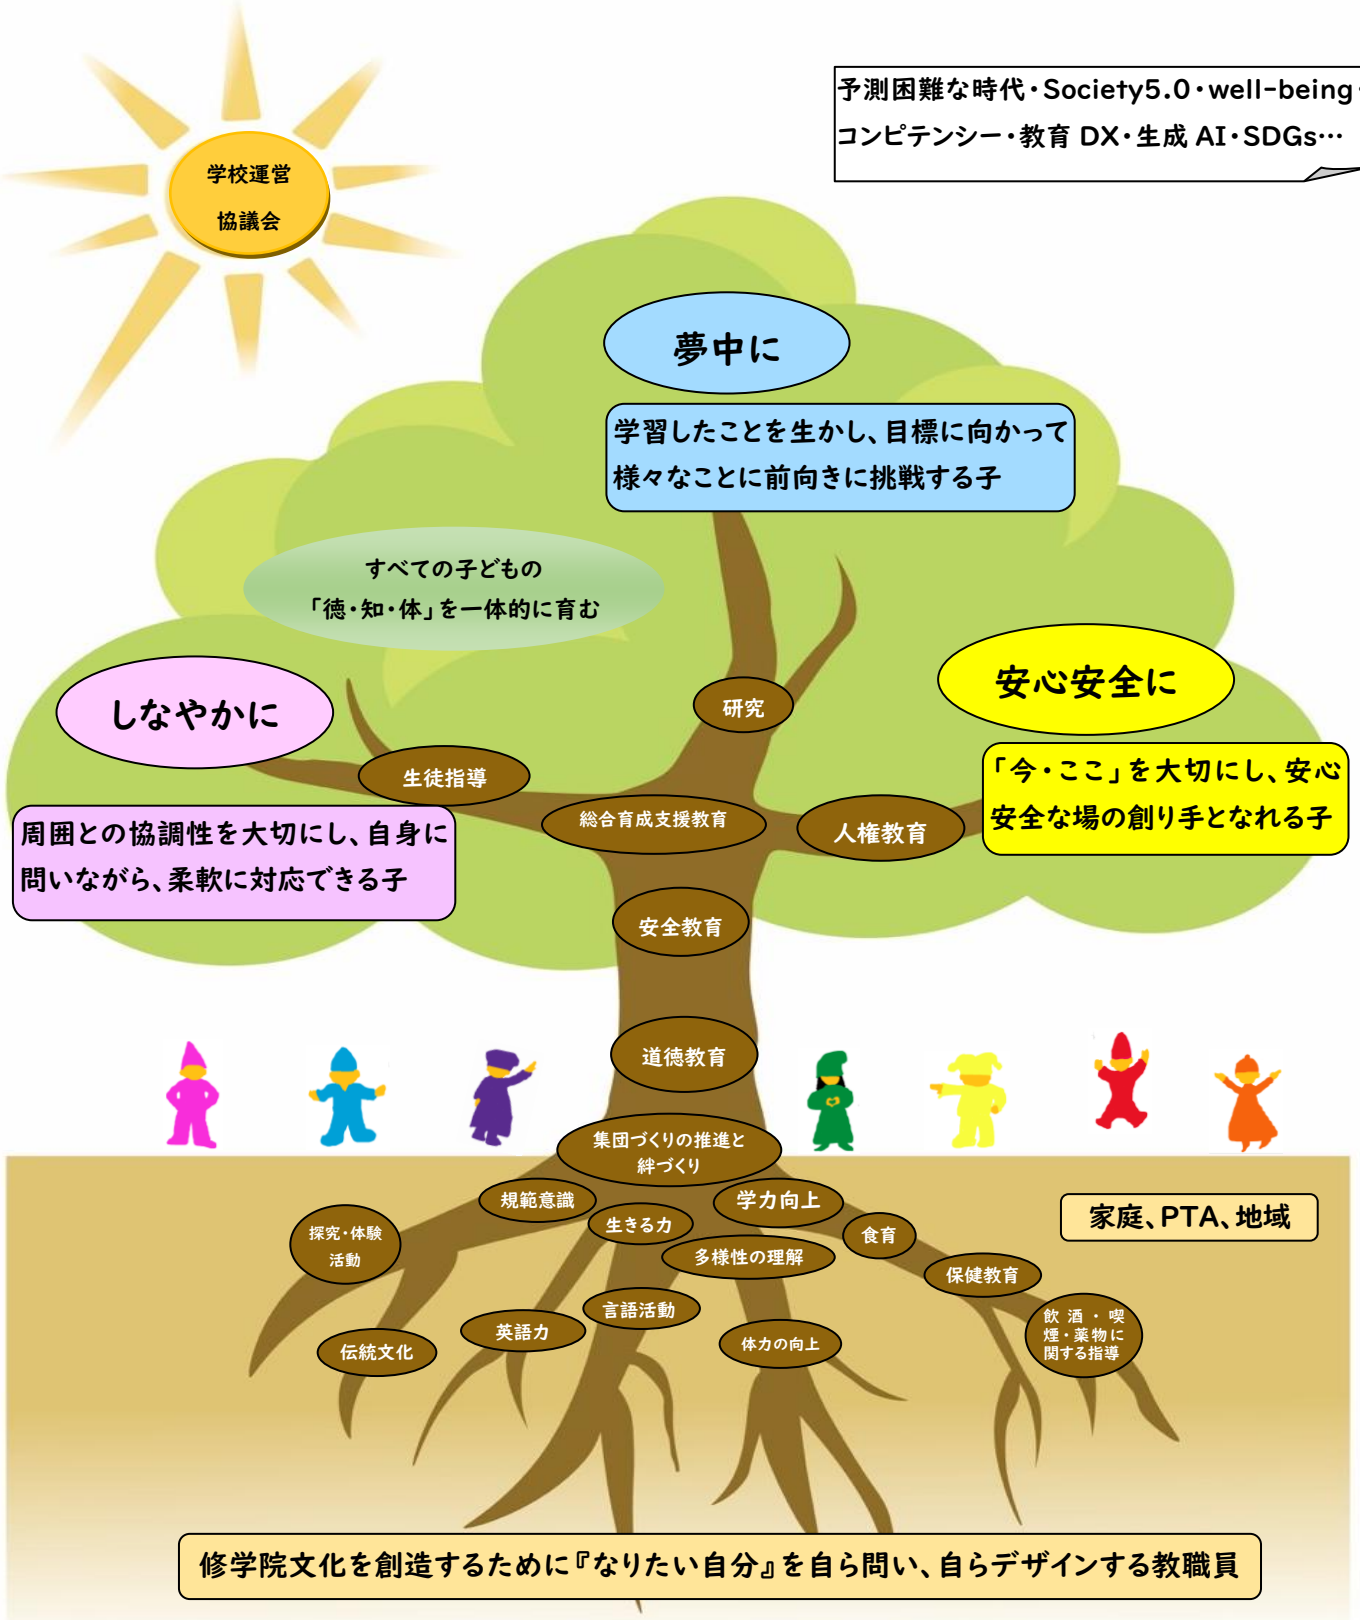 予測困難な時代・Society5.0・well-being・
コンピテンシー・教育 DX・生成 AI・SDGs…
学校運営
協議会
夢中に
学習したことを生かし、目標に向かって
様々なことに前向きに挑戦する子
すべての子どもの
「徳・知・体」を一体的に育む
しなやかに
周囲との協調性を大切にし、自身に
問いながら、柔軟に対応できる子
安心安全に
「今・ここ」を大切にし、安心
安全な場の創り手となれる子
研究
生徒指導
総合育成支援教育
人権教育
安全教育
道徳教育
集団づくりの推進と
絆づくり
規範意識
学力向上
生きる力
探究・体験
活動
多様性の理解
食育
保健教育
家庭、PTA、地域
言語活動
英語力
伝統文化
体力の向上
飲酒・喫
煙・薬物に
関する指導
修学院文化を創造するために『なりたい自分』を自ら問い、自らデザインする教職員